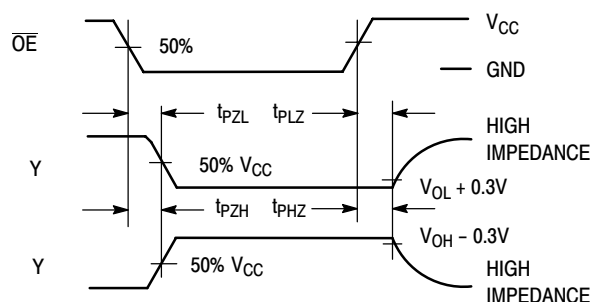 OE
50%
VCC
GND
tPZL
tPLZ
HIGH
IMPEDANCE
Y
50% VCC
VOL + 0.3V
tPZH
tPHZ
VOH – 0.3V
Y
50% VCC
HIGH
IMPEDANCE